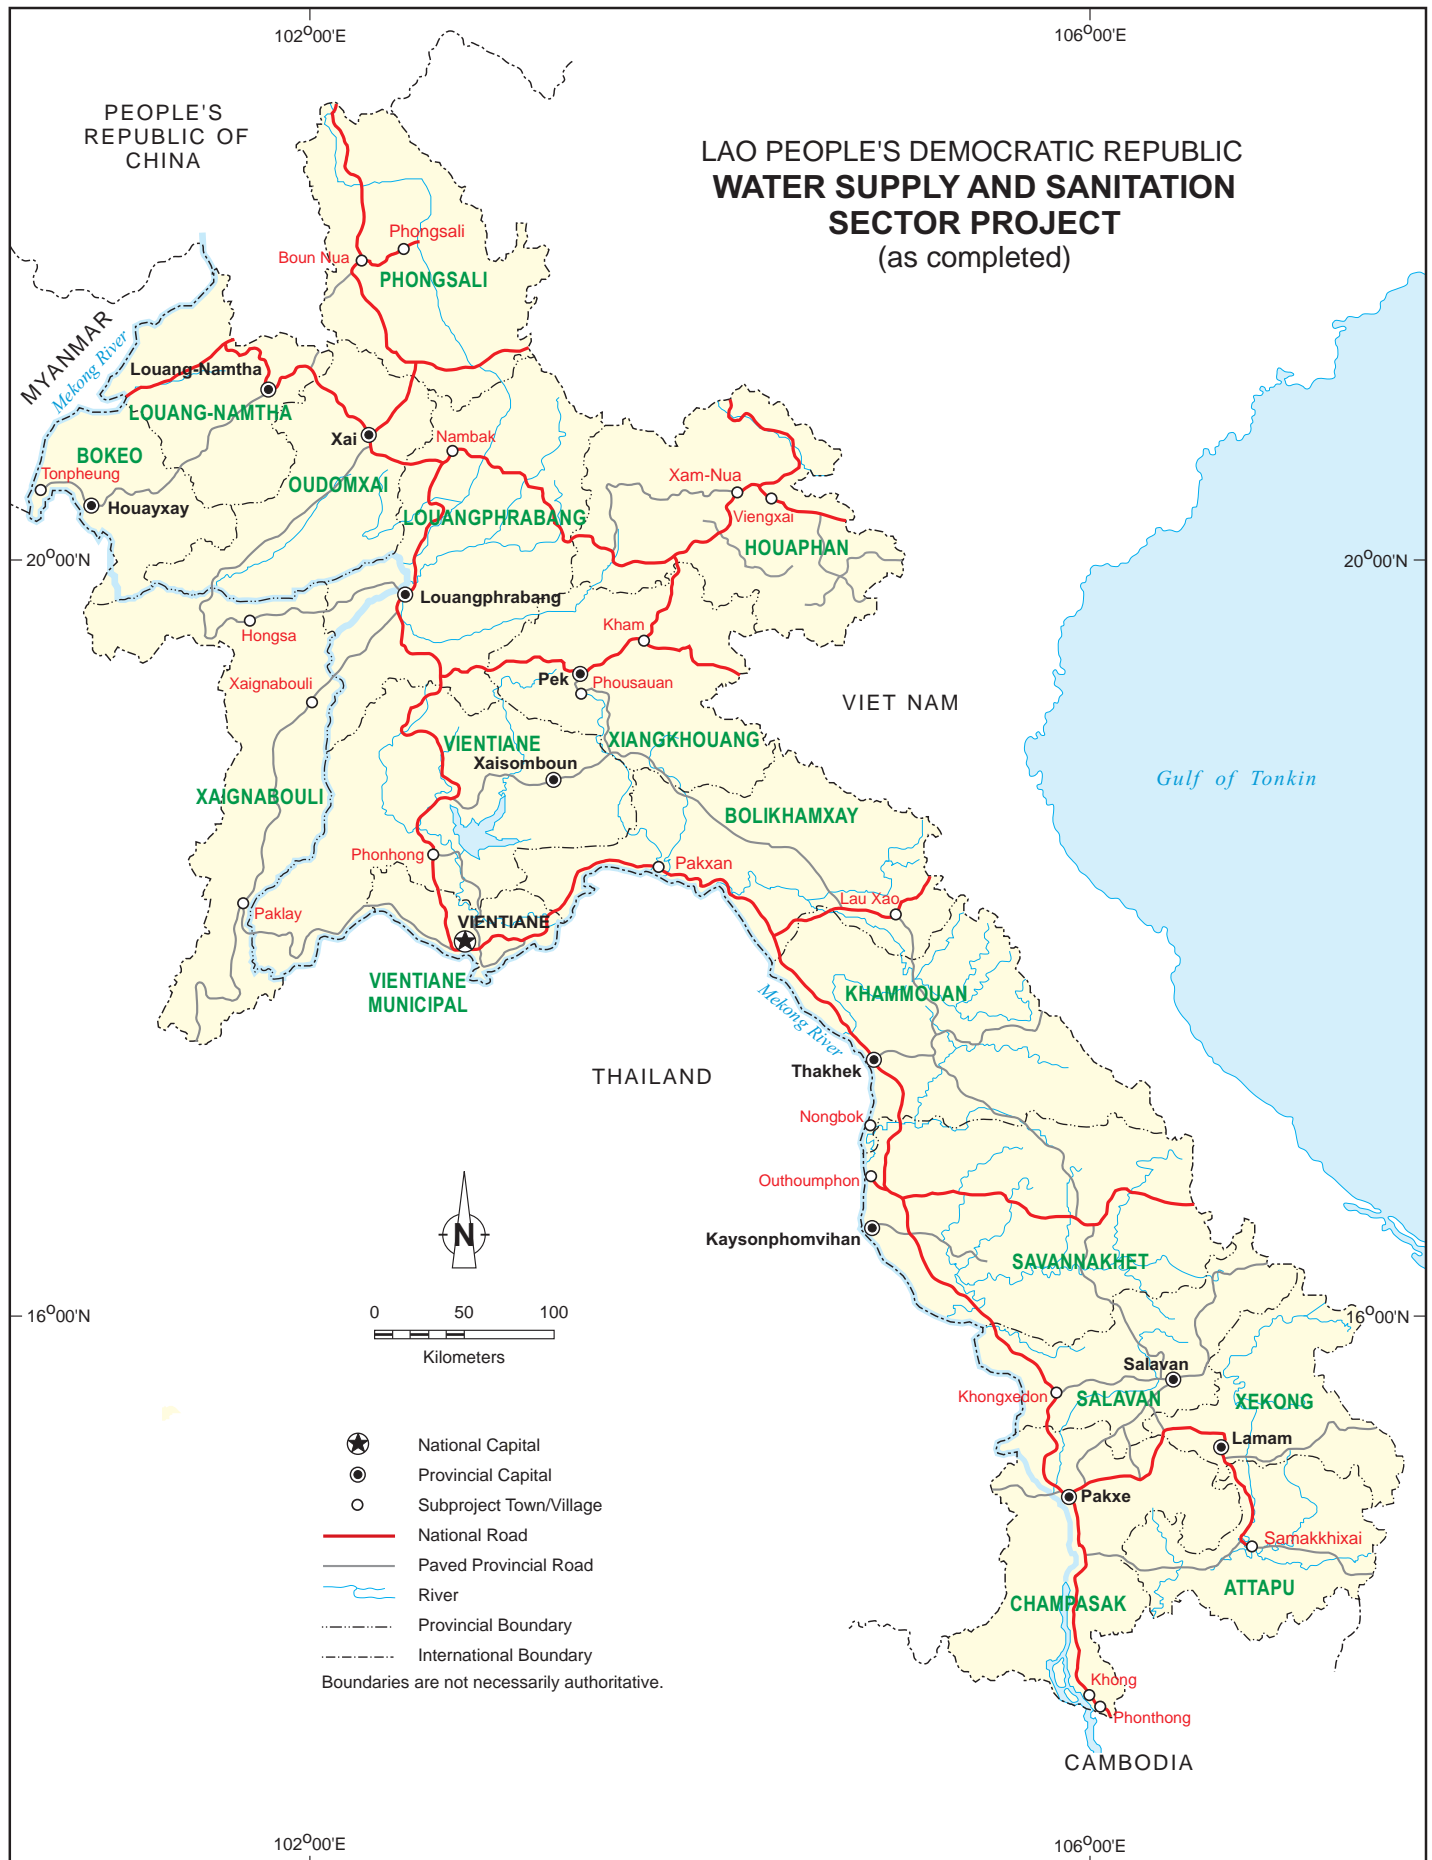 102°00'E
106°00'E
PEOPLE'S
REPUBLIC OF
CHINA
LAO PEOPLE'S DEMOCRATIC REPUBLIC
WATER SUPPLY AND SANITATION
SECTOR PROJECT
(as completed)
Phongsali
Boun Nua
PHONGSALI
MYANMAR
Mekong River
Louang-Namtha
LOUANG-NAMTHA
Xai
Nambak
BOKEO
Tonpheung
OUDOMXAI
Xam-Nua
Houayxay
LOUANGPHRABANG
Viengxai
HOUAPHAN
20°00'N
20°00'N
Louangphrabang
Hongsa
Kham
Xaignabouli
Pek
Phousauan
VIET NAM
VIENTIANE
XIANGKHOUANG
Xaisomboun
Gulf of Tonkin
XAIGNABOULI
BOLIKHAMXAY
Phonhong
Pakxan
Lau Xao
Paklay
VIENTIANE
VIENTIANE
MUNICIPAL
KHAMMOUAN
Mekong River
Thakhek
THAILAND
Nongbok
Outhoumphon
N
Kaysonphomvihan
SAVANNAKHET
0 50 100
Kilometers
16°00'N
16°00'N
Salavan
Khongxedon
SALAVAN
XEKONG
Lamam
National Capital
Provincial Capital
Pakxe
Subproject Town/Village
National Road
Samakkhixai
Paved Provincial Road
River
ATTAPU
CHAMPASAK
Provincial Boundary
International Boundary
Boundaries are not necessarily authoritative.
Khong
Phonthong
CAMBODIA
102°00'E
106°00'E